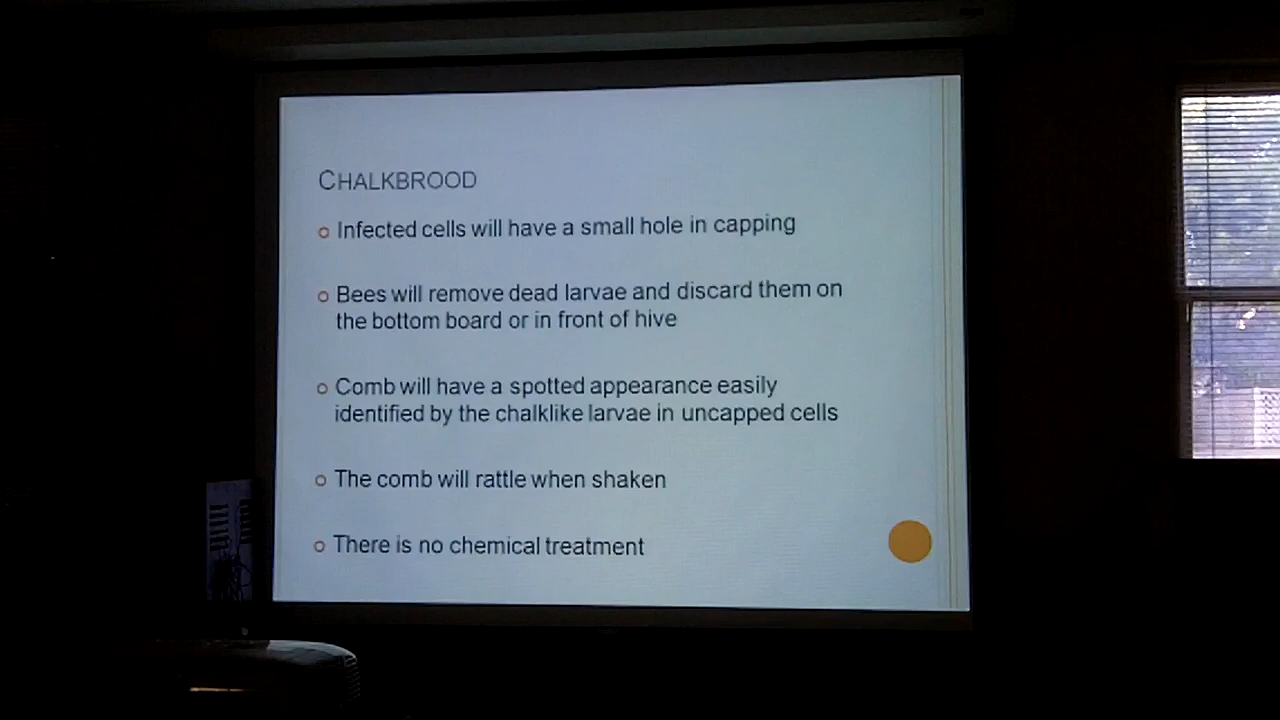 CHALKBROOD
Infected cells will have a small hole in capping
Bees will remove dead larvae and discard them on
the bottom board or in front of hive
Comb will have a spotted appearance easily
identified by the chalklike larvae in uncapped cells
The comb will rattle when shaken
There is no chemical treatment